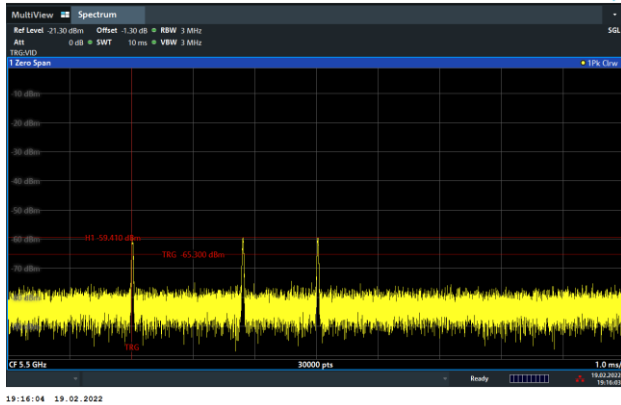 MultiView Spectrum
Ref Level -21.30 dBm Offset -1.30 dB RBW 3 MHz SGL
Att 0 dB SWT 10 ms VBW 3 MHz
TRG:VID
1 Zero Span 1Pk Clrw
-10 dBm
-20 dBm
-30 dBm
-40 dBm
-50 dBm
-60 dBm
H1 -59.410 dBm
TRG -65.300 dBm
-70 dBm
TRG
CF 5.5 GHz 30000 pts 1.0 ms/
Ready 19.02.2022
19:16:03
19:16:04 19.02.2022